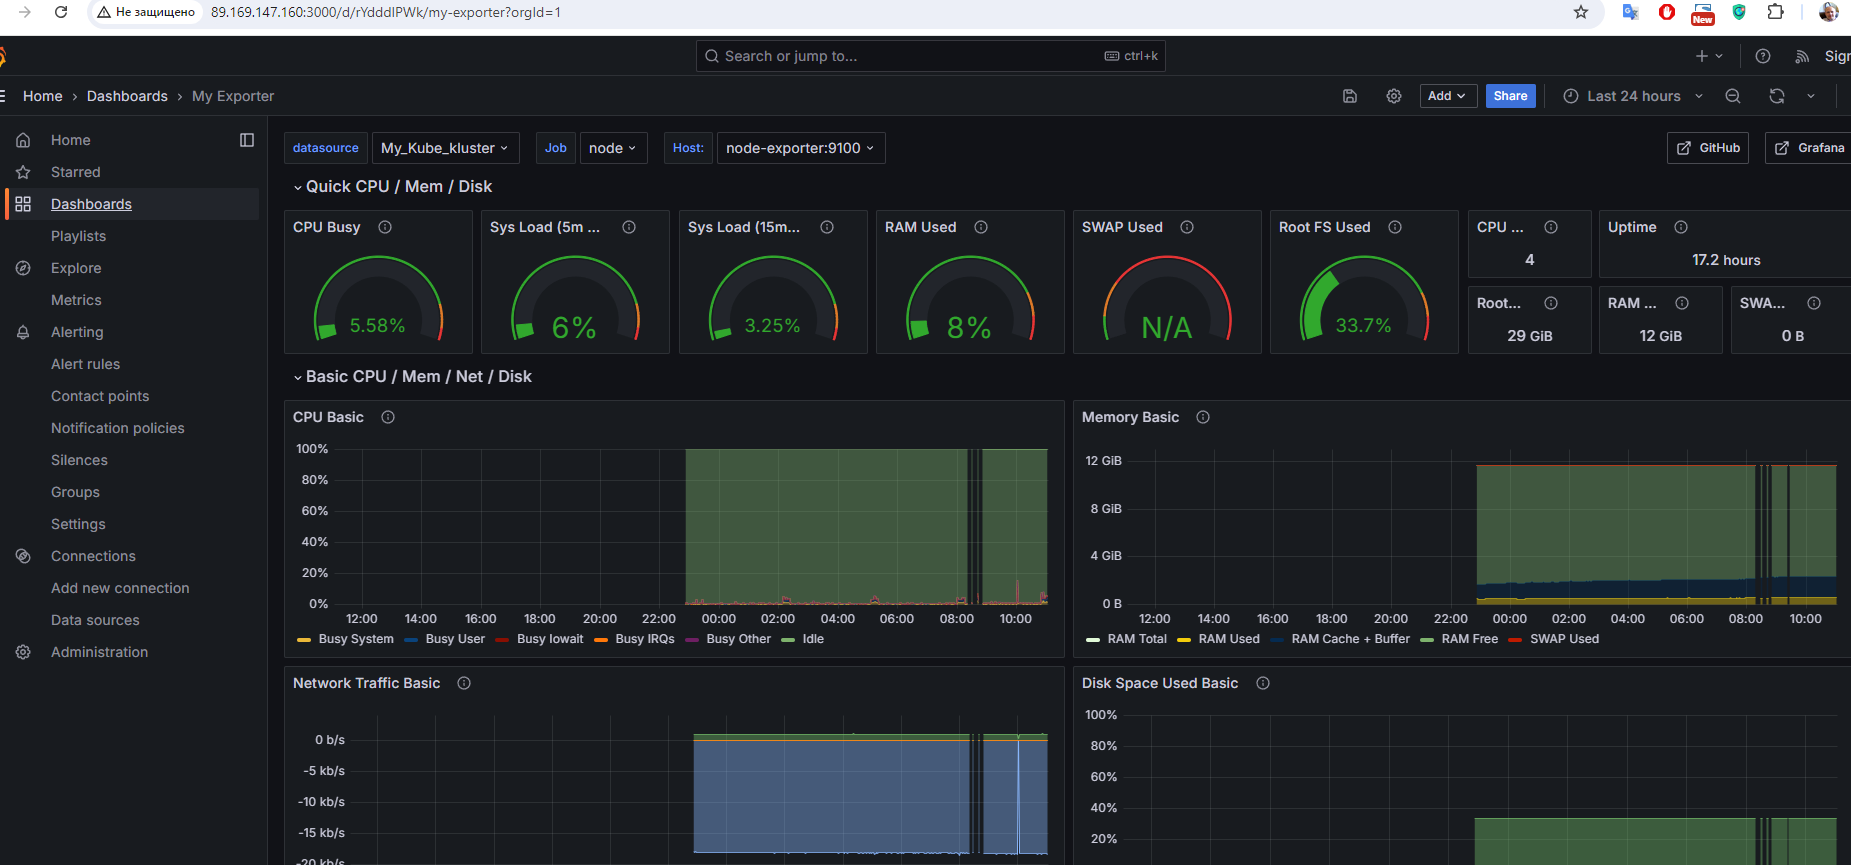 Не защищено 89.169.147.160:3000/d/rYdddlPWk/my-exporter?orgId=1
New
Search or jump to... ctrl+k
Home › Dashboards › My Exporter
Add
Share
Last 24 hours
Home
Starred
Dashboards
Playlists
Explore
Metrics
Alerting
Alert rules
Contact points
Notification policies
Silences
Groups
Settings
Connections
Add new connection
Data sources
Administration
datasource My_Kube_kluster Job node Host: node-exporter:9100 GitHub Grafana
Quick CPU / Mem / Disk
CPU Busy
5.58%
Sys Load (5m ...
6%
Sys Load (15m...
3.25%
RAM Used
8%
SWAP Used
N/A
Root FS Used
33.7%
CPU ...
4
Uptime
17.2 hours
Root...
29 GiB
RAM ...
12 GiB
SWA...
0 B
Basic CPU / Mem / Net / Disk
CPU Basic
100%
80%
60%
40%
20%
0%
12:00 14:00 16:00 18:00 20:00 22:00 00:00 02:00 04:00 06:00 08:00 10:00
Busy System Busy User Busy Iowait Busy IRQs Busy Other Idle
Memory Basic
12 GiB
8 GiB
4 GiB
0 B
12:00 14:00 16:00 18:00 20:00 22:00 00:00 02:00 04:00 06:00 08:00 10:00
RAM Total RAM Used RAM Cache + Buffer RAM Free SWAP Used
Network Traffic Basic
0 b/s
-5 kb/s
-10 kb/s
-15 kb/s
-20 kb/s
Disk Space Used Basic
100%
80%
60%
40%
20%